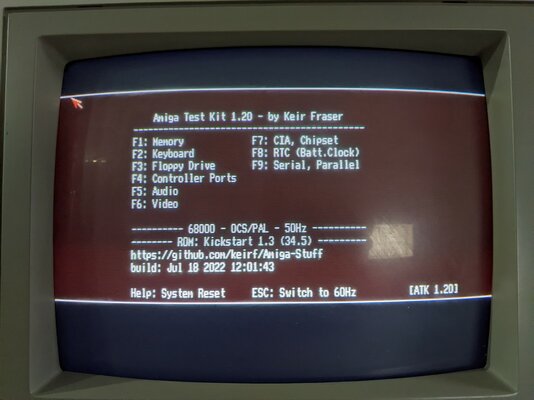 Amiga Test Kit 1.20 - by Keir Fraser
------------------------------------------------
F1: Memory F7: CIA, Chipset
F2: Keyboard F8: RTC (Batt.Clock)
F3: Floppy Drive F9: Serial, Parallel
F4: Controller Ports
F5: Audio
F6: Video
---------- 68000 - OCS/PAL - 50Hz ----------
-------- ROM: Kickstart 1.3 (34.5) --------
https://github.com/keirf/Amiga-Stuff
build: Jul 18 2022 12:01:43
Help: System Reset ESC: Switch to 60Hz [ATK 1.20]